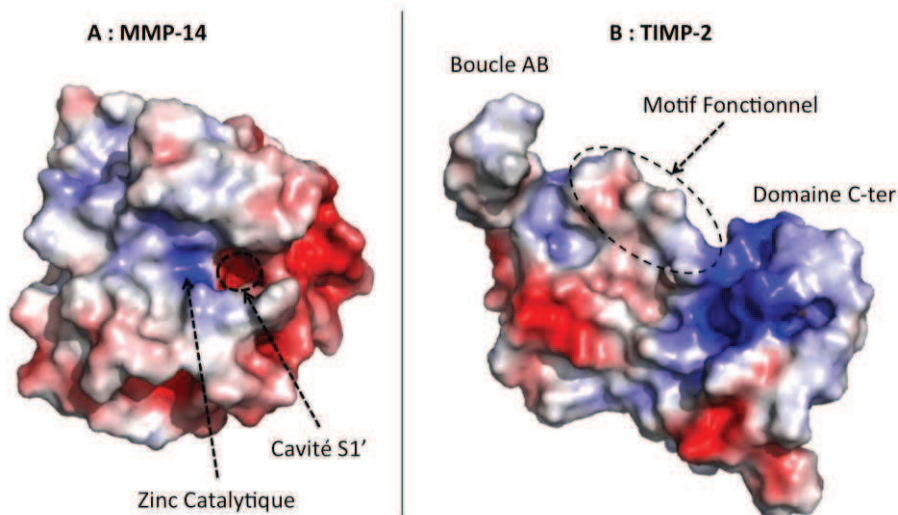 A : MMP-14
Cavité S1'
Zinc Catalytique
B : TIMP-2
Boucle AB
Motif Fonctionnel
Domaine C-ter